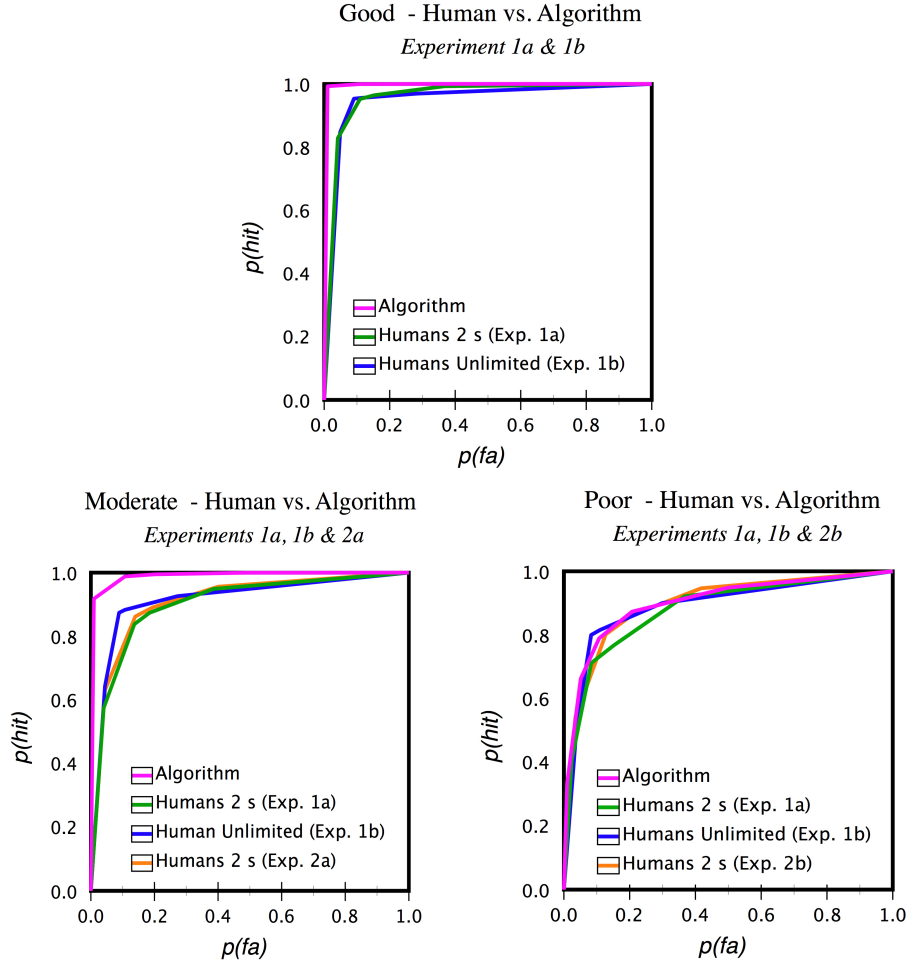 Good - Human vs. Algorithm
Experiment 1a & 1b
1.0
0.8
0.6
0.4
0.2
0.0
p(hit)
Algorithm
Humans 2 s (Exp. 1a)
Humans Unlimited (Exp. 1b)
0.0 0.2 0.4 0.6 0.8 1.0
p(fa)
Moderate - Human vs. Algorithm
Experiments 1a, 1b & 2a
1.0
0.8
0.6
0.4
0.2
0.0
p(hit)
Algorithm
Humans 2 s (Exp. 1a)
Human Unlimited (Exp. 1b)
Humans 2 s (Exp. 2a)
0.0 0.2 0.4 0.6 0.8 1.0
p(fa)
Poor - Human vs. Algorithm
Experiments 1a, 1b & 2b
1.0
0.8
0.6
0.4
0.2
0.0
p(hit)
Algorithm
Humans 2 s (Exp. 1a)
Humans Unlimited (Exp. 1b)
Humans 2 s (Exp. 2b)
0.0 0.2 0.4 0.6 0.8 1.0
p(fa)